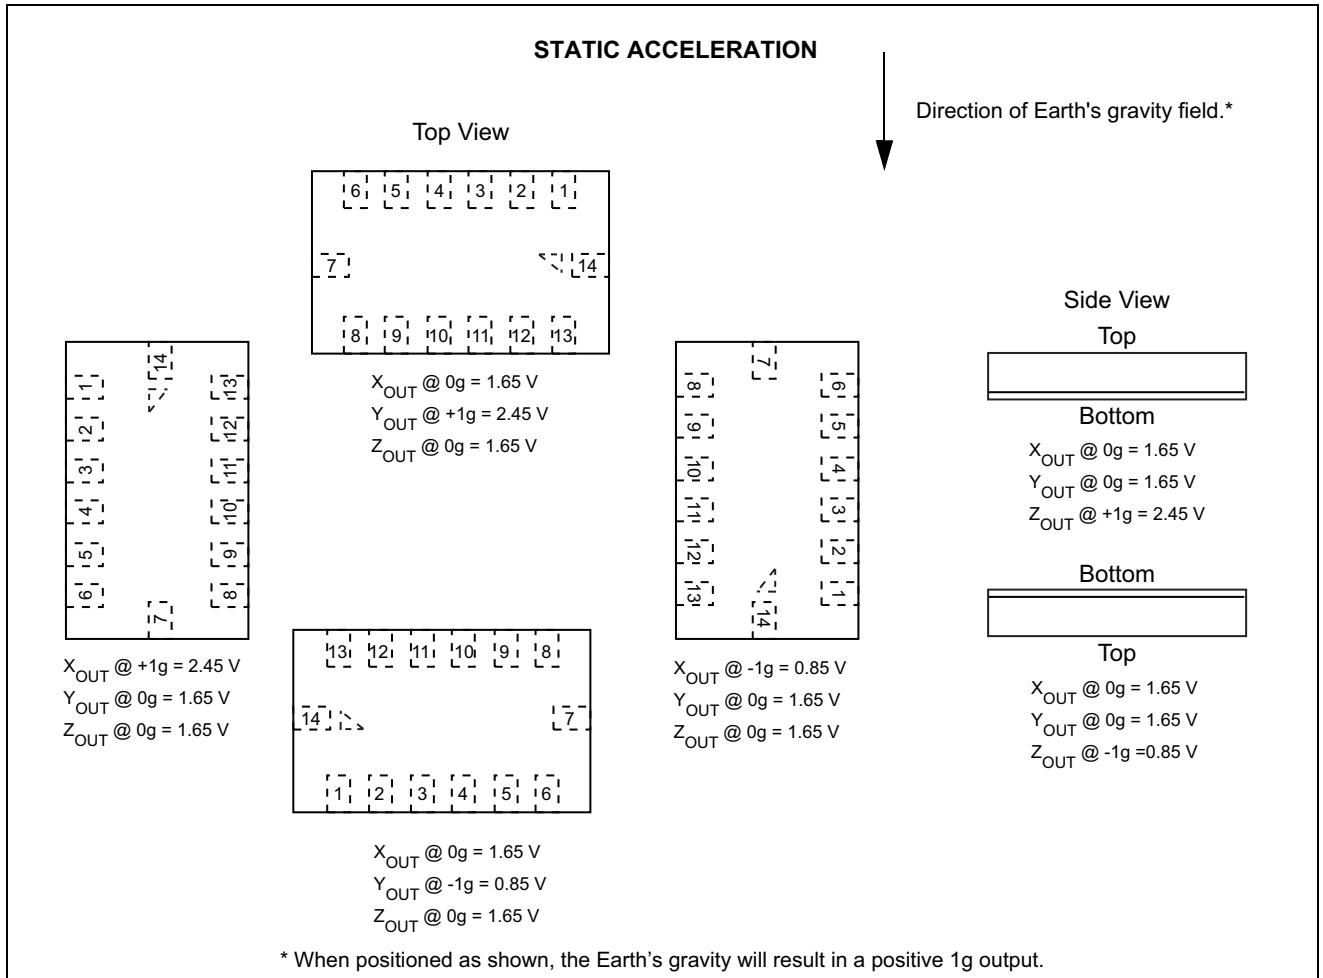 STATIC ACCELERATION
Direction of Earth's gravity field.*
Top View
6 5 4 3 2 1
7 14
8 9 10 11 12 13
X_OUT @ 0g = 1.65 V
Y_OUT @ +1g = 2.45 V
Z_OUT @ 0g = 1.65 V
14
1 13
2 12
3 11
4 10
5 9
6 8
7
X_OUT @ +1g = 2.45 V
Y_OUT @ 0g = 1.65 V
Z_OUT @ 0g = 1.65 V
13 12 11 10 9 8
14 7
1 2 3 4 5 6
X_OUT @ 0g = 1.65 V
Y_OUT @ -1g = 0.85 V
Z_OUT @ 0g = 1.65 V
7
8 6
9 5
10 4
11 3
12 2
13 1
14
X_OUT @ -1g = 0.85 V
Y_OUT @ 0g = 1.65 V
Z_OUT @ 0g = 1.65 V
Side View
Top
Bottom
X_OUT @ 0g = 1.65 V
Y_OUT @ 0g = 1.65 V
Z_OUT @ +1g = 2.45 V
Bottom
Top
X_OUT @ 0g = 1.65 V
Y_OUT @ 0g = 1.65 V
Z_OUT @ -1g =0.85 V
* When positioned as shown, the Earth's gravity will result in a positive 1g output.